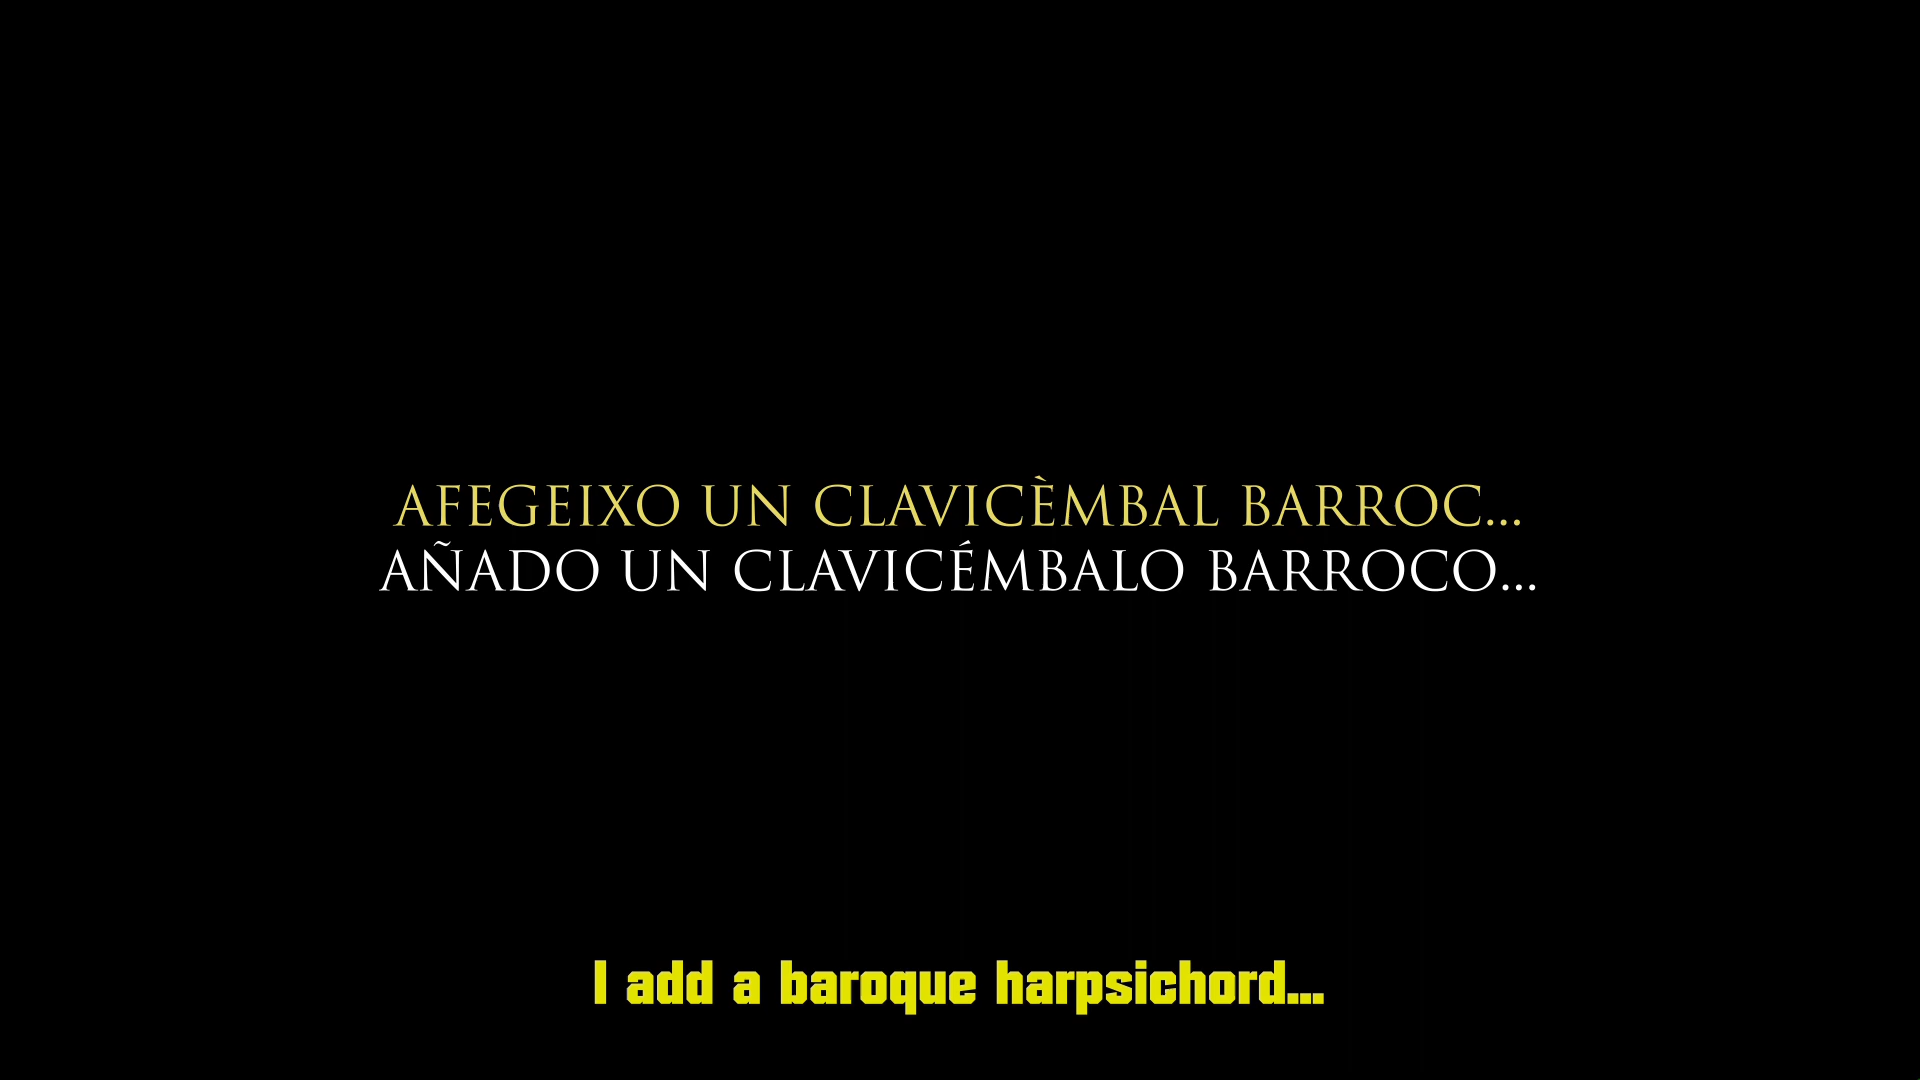 AFEGEIXO UN CLAVICÈMBAL BARROC...
AÑADO UN CLAVICÉMBALO BARROCO...
I add a baroque harpsichord...